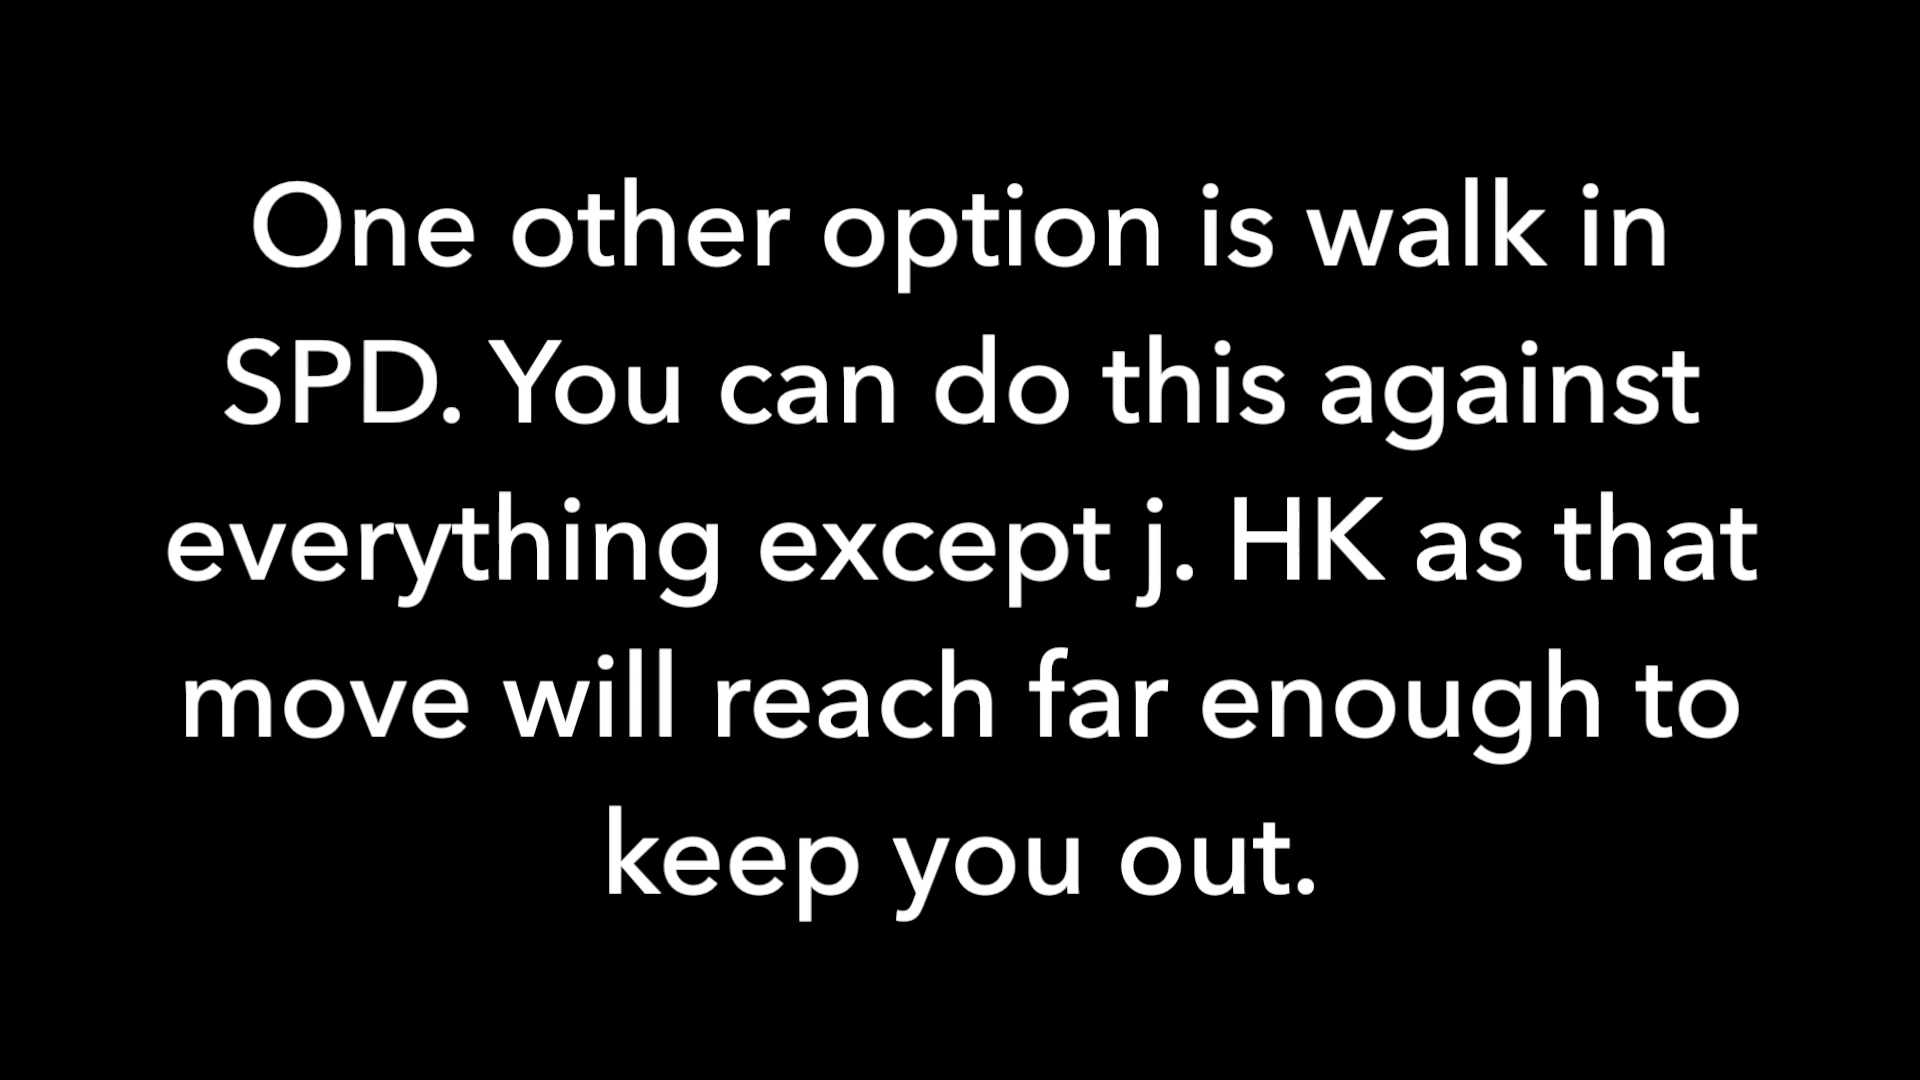 One other option is walk in
SPD. You can do this against
everything except j. HK as that
move will reach far enough to
keep you out.